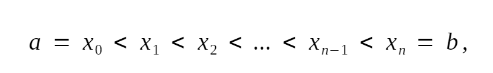 a = x₀ < x₁ < x₂ < ... < xₙ₋₁ < xₙ = b,